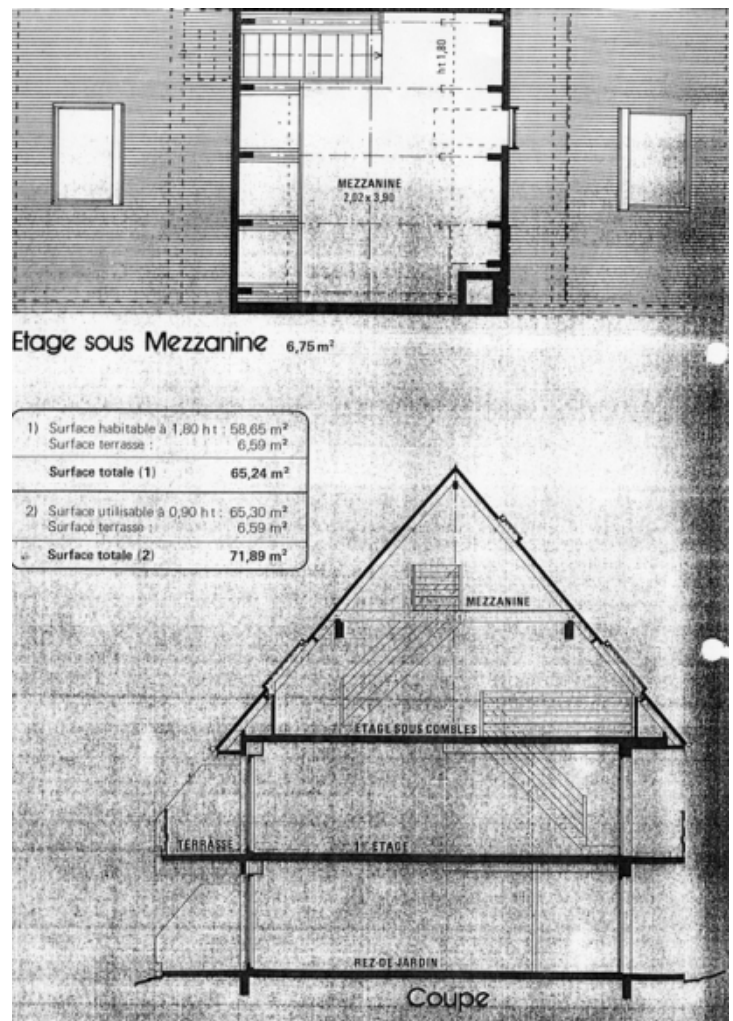 ht 1,80
MEZZANINE
2,02 x 3,90
Etage sous Mezzanine 6,75 m²
1) Surface habitable à 1,80 ht : 58,65 m²
Surface terrasse : 6,59 m²
Surface totale (1) 65,24 m²
2) Surface utilisable à 0,90 ht : 65,30 m²
Surface terrasse : 6,59 m²
Surface totale (2) 71,89 m²
MEZZANINE
ETAGE SOUS COMBLES
TERRASSE
1er ETAGE
REZ-DE-JARDIN
Coupe